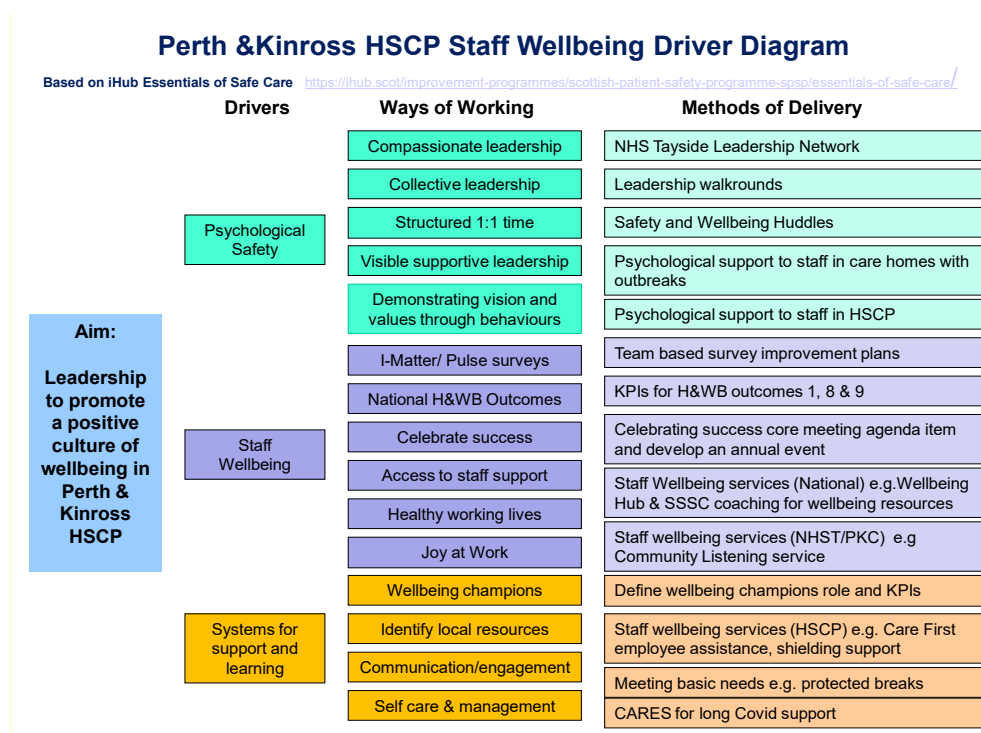 Perth &Kinross HSCP Staff Wellbeing Driver Diagram
Based on iHub Essentials of Safe Care https://ihub.scot/improvement-programmes/scottish-patient-safety-programme-spsp/essentials-of-safe-care/
Drivers
Ways of Working
Methods of Delivery
Aim:
Leadership
to promote
a positive
culture of
wellbeing in
Perth &
Kinross
HSCP
Psychological
Safety
Compassionate leadership
Collective leadership
Structured 1:1 time
Visible supportive leadership
Demonstrating vision and
values through behaviours
NHS Tayside Leadership Network
Leadership walkrounds
Safety and Wellbeing Huddles
Psychological support to staff in care homes with
outbreaks
Psychological support to staff in HSCP
Staff
Wellbeing
I-Matter/ Pulse surveys
National H&WB Outcomes
Celebrate success
Access to staff support
Healthy working lives
Joy at Work
Team based survey improvement plans
KPIs for H&WB outcomes 1, 8 & 9
Celebrating success core meeting agenda item
and develop an annual event
Staff Wellbeing services (National) e.g.Wellbeing
Hub & SSSC coaching for wellbeing resources
Staff wellbeing services (NHST/PKC) e.g
Community Listening service
Systems for
support and
learning
Wellbeing champions
Identify local resources
Communication/engagement
Self care & management
Define wellbeing champions role and KPIs
Staff wellbeing services (HSCP) e.g. Care First
employee assistance, shielding support
Meeting basic needs e.g. protected breaks
CARES for long Covid support